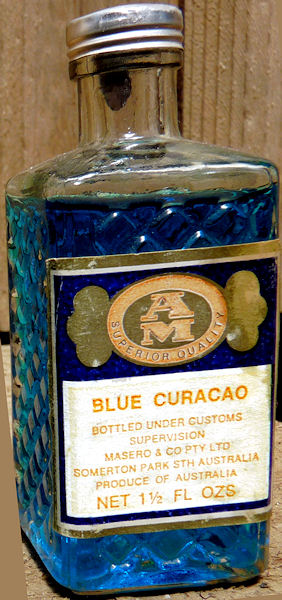 AM
SUPERIOR QUALITY
BLUE CURACAO
BOTTLED UNDER CUSTOMS
SUPERVISION
MASERO & CO PTY LTD
SOMERTON PARK STH AUSTRALIA
PRODUCE OF AUSTRALIA
NET 1½ FL OZS